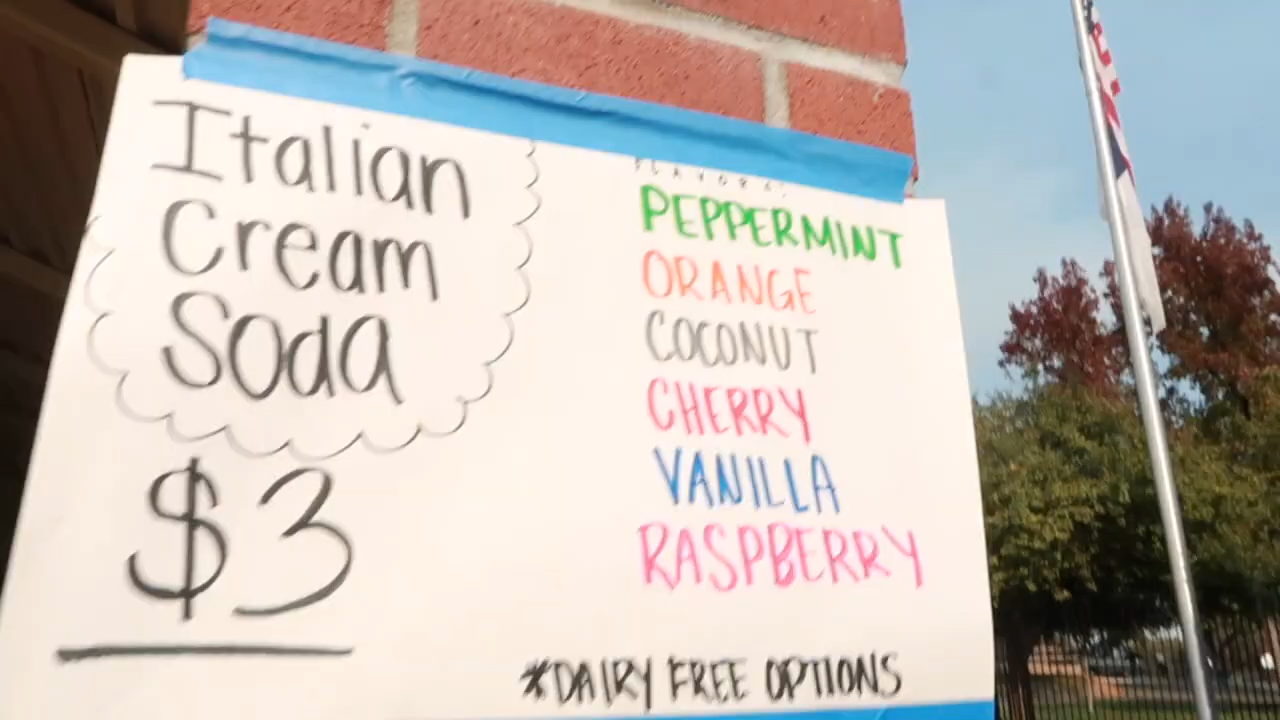 Italian
Cream
Soda
$3
FLAVORS:
PEPPERMINT
ORANGE
COCONUT
CHERRY
VANILLA
RASPBERRY
*DAIRY FREE OPTIONS